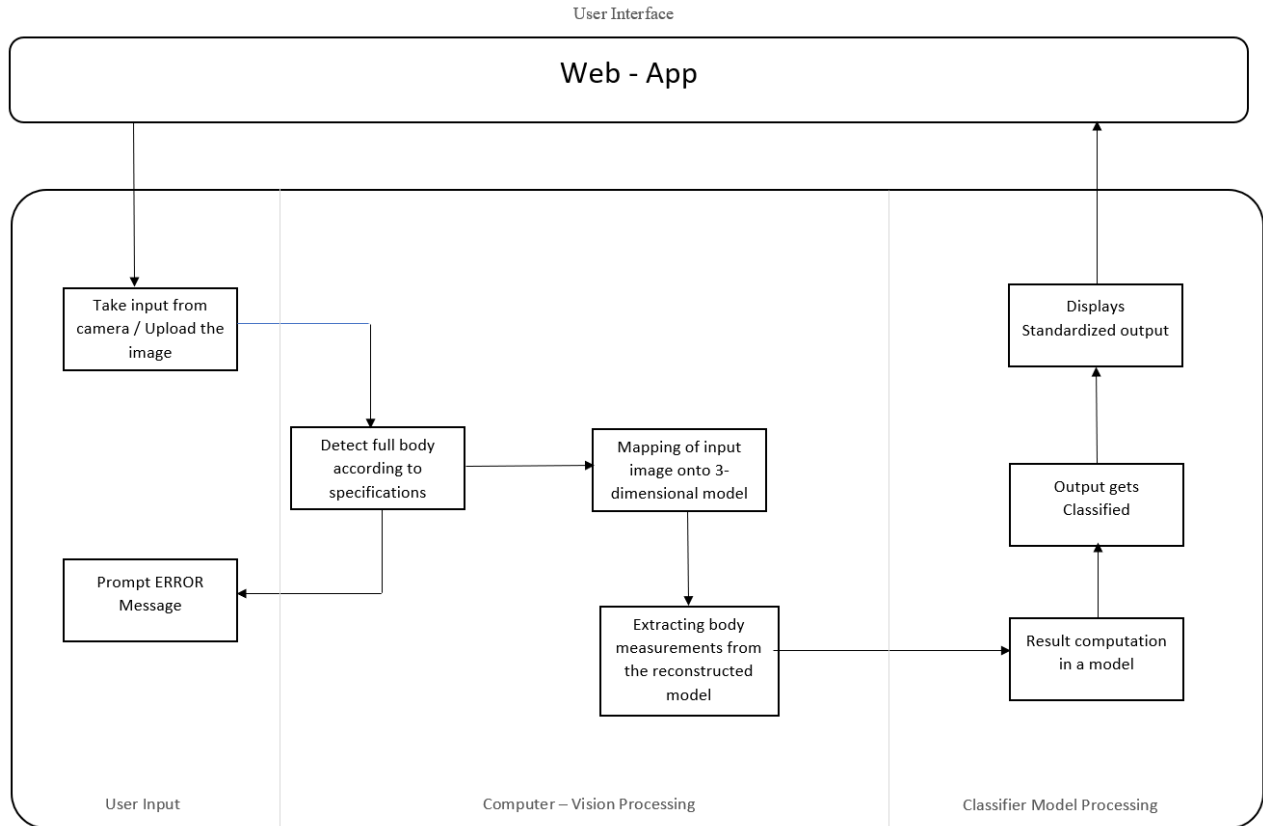 User Interface
Web - App
Take input from
camera / Upload the
image
Detect full body
according to
specifications
Prompt ERROR
Message
Mapping of input
image onto 3-
dimensional model
Extracting body
measurements from
the reconstructed
model
Displays
Standardized output
Output gets
Classified
Result computation
in a model
User Input
Computer – Vision Processing
Classifier Model Processing